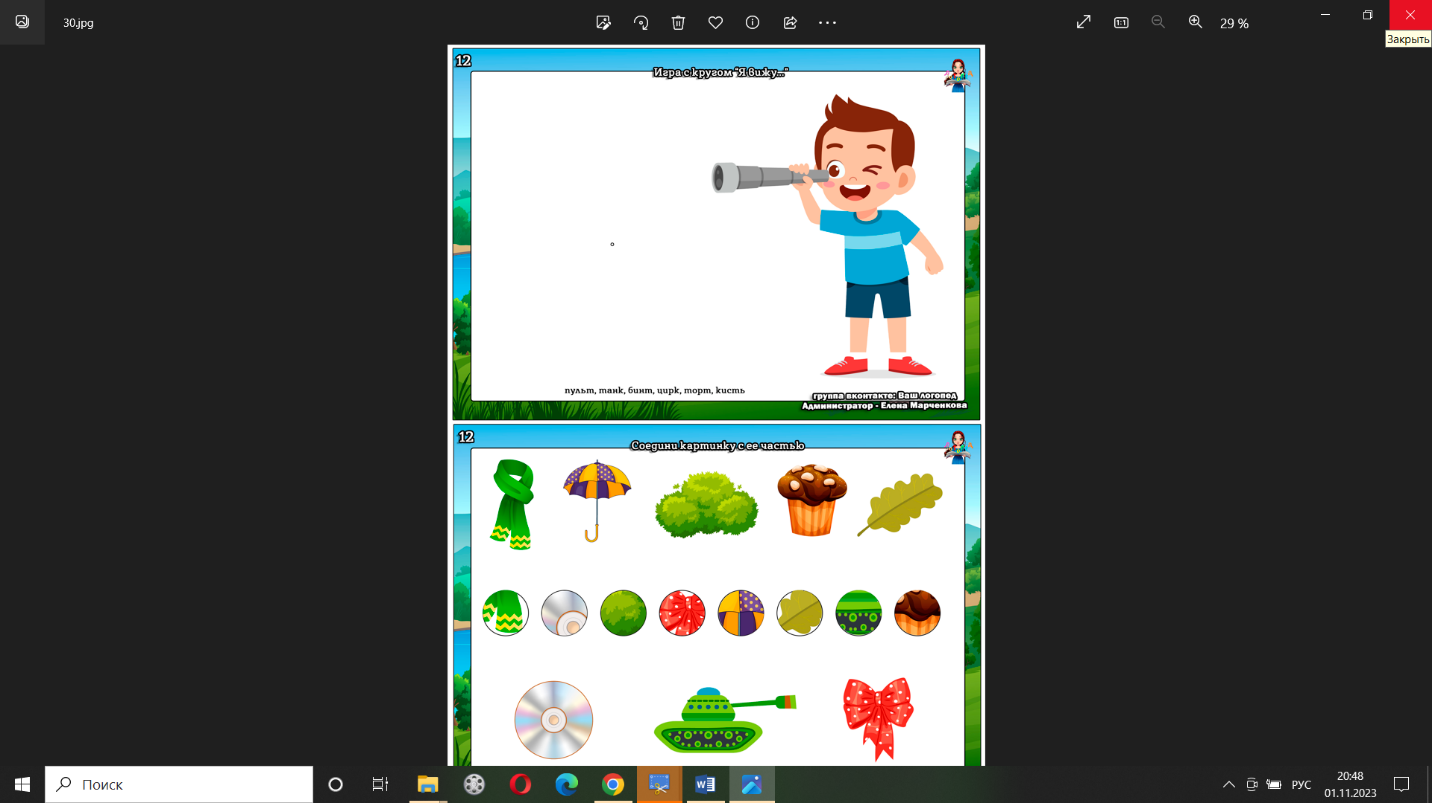 30.jpg
29 %
Закрыть
12
Игра с кругом "Я вижу..."
пульт, танк, бинт, цирк, торт, кисть
группа вконтакте: Ваш логопед
Администратор - Елена Марченкова
12
Соедини картинку с ее частью
Поиск
РУС
20:48
01.11.2023